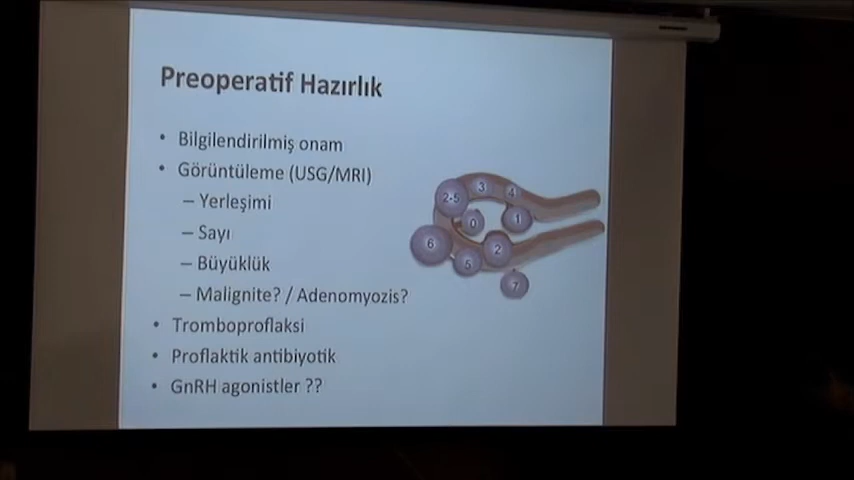 Preoperatif Hazırlık
• Bilgilendirilmiş onam
• Görüntüleme (USG/MRI)
– Yerleşimi
– Sayı
– Büyüklük
– Malignite? / Adenomyozis?
• Tromboproflaksi
• Proflaktik antibiyotik
• GnRH agonistler ??
3
4
2-5
0
1
6
2
5
7